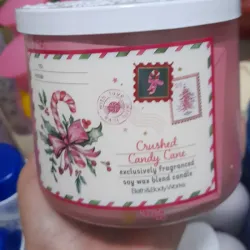 Crushed
Candy Cane
exclusively fragranced
soy wax blend candle
Bath&BodyWorks